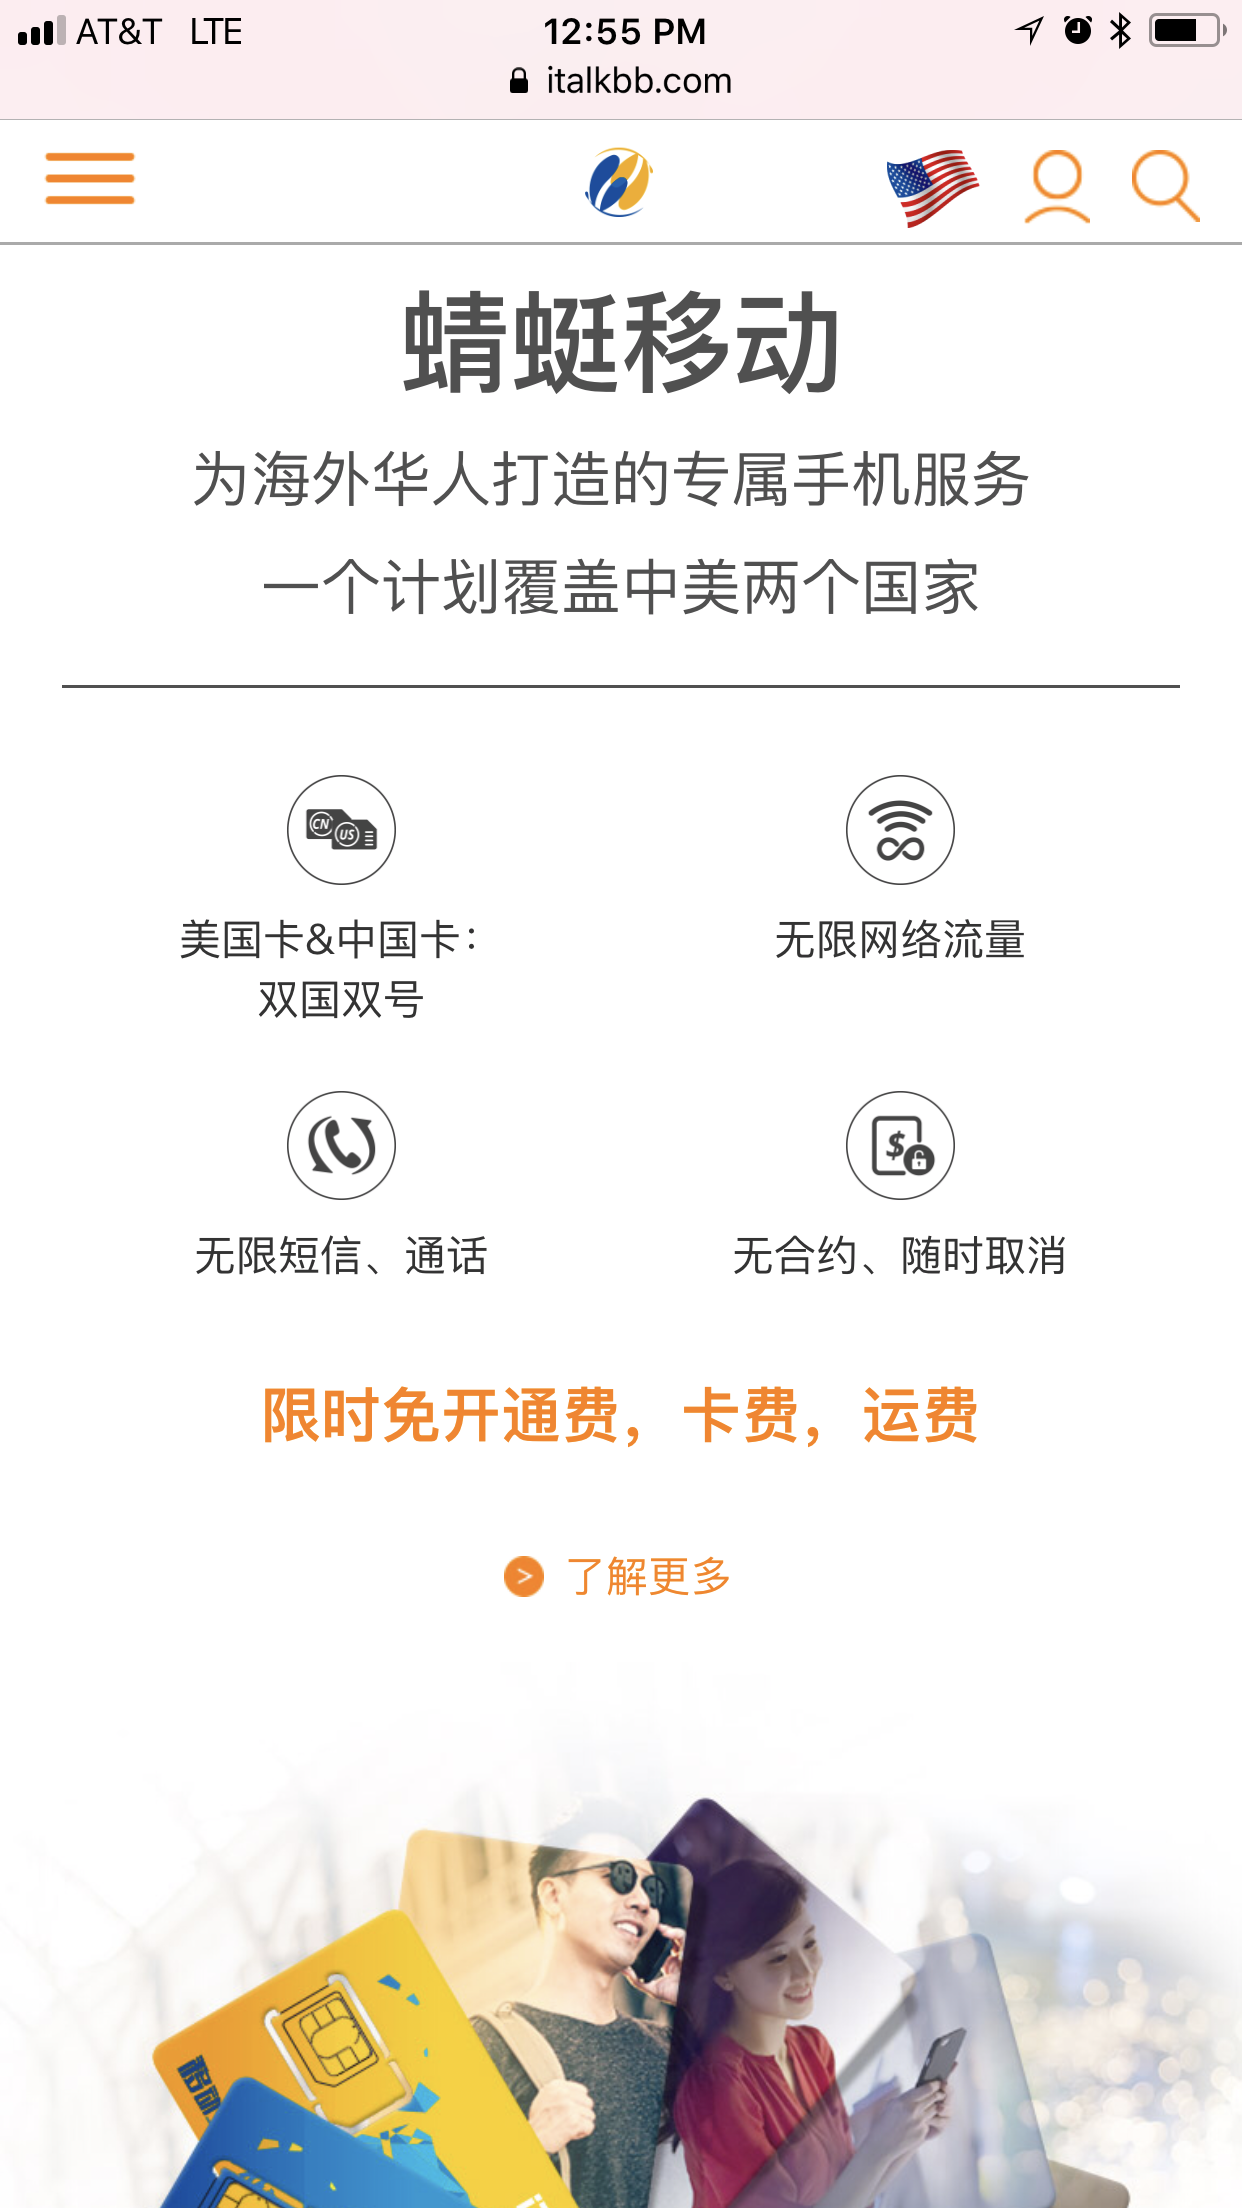 AT&T LTE 12:55 PM
italkbb.com
蜻蜓移动
为海外华人打造的专属手机服务
一个计划覆盖中美两个国家
CN US
美国卡&中国卡：
双国双号
无限网络流量
$
无限短信、通话
无合约、随时取消
限时免开通费，卡费，运费
> 了解更多
移动